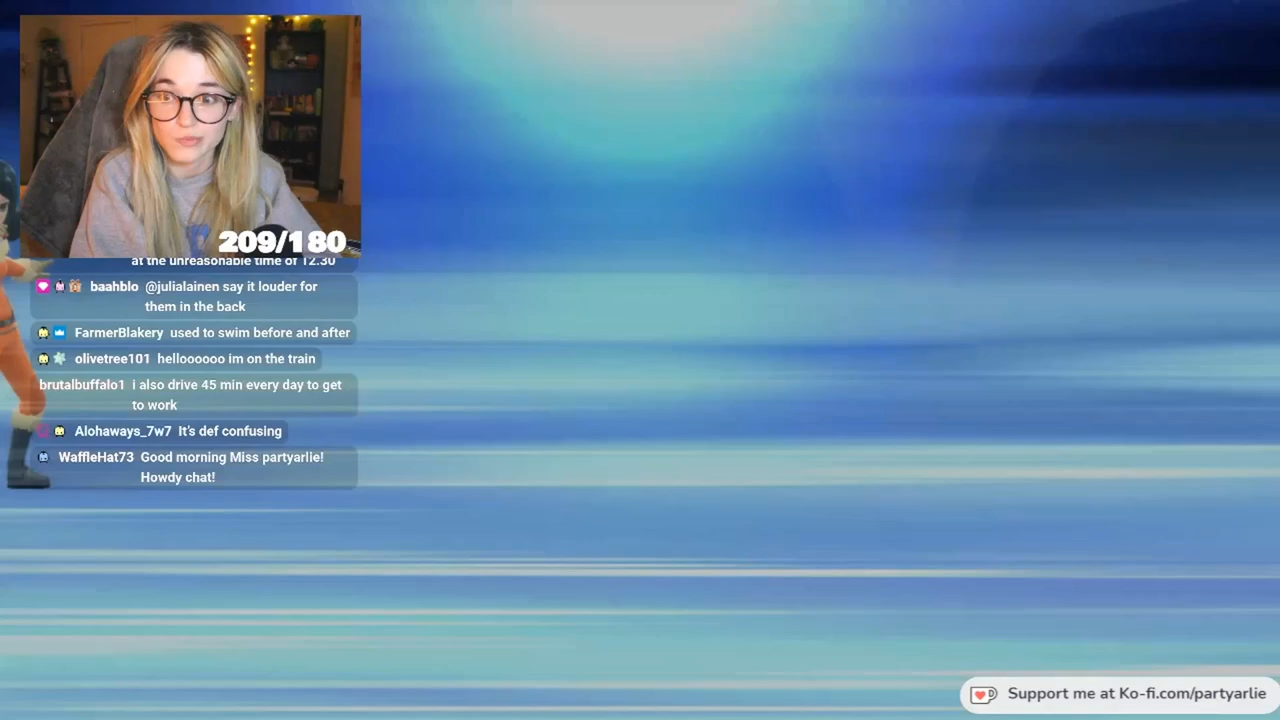 209/180
at the unreasonable time of 12.30
baahblo @julialainen say it louder for
them in the back
FarmerBlakery used to swim before and after
olivetree101 helloooooo im on the train
brutalbuffalo1 i also drive 45 min every day to get
to work
Alohaways_7w7 It's def confusing
WaffleHat73 Good morning Miss partyarlie!
Howdy chat!
Support me at Ko-fi.com/partyarlie